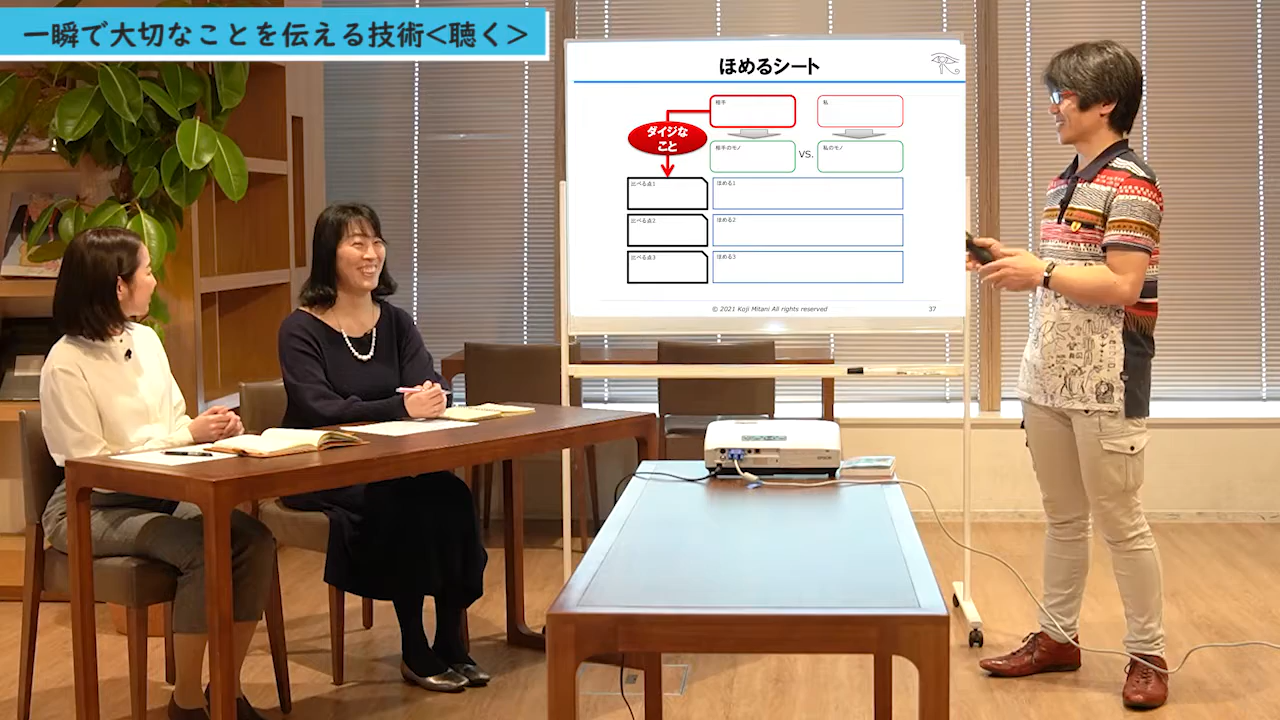 一瞬で大切なことを伝える技術<聴く>
ほめるシート
相手
私
ダイジな
こと
相手のモノ
VS.
私のモノ
比べる点1
ほめる1
比べる点2
ほめる2
比べる点3
ほめる3
© 2021 Koji Mitani All rights reserved
37
EPSON